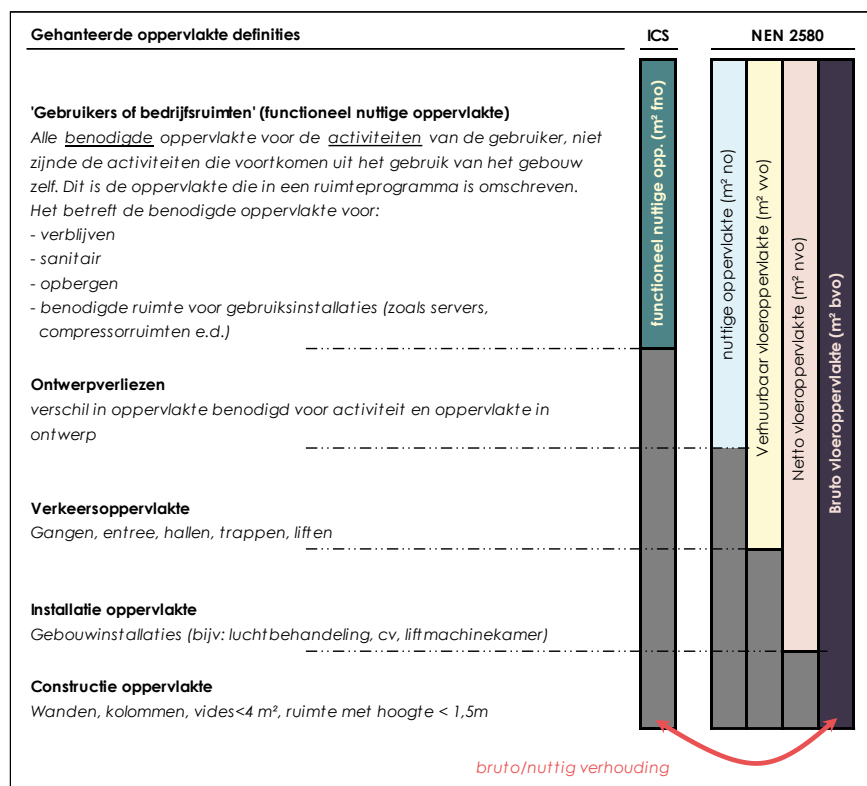 Gehanteerde oppervlakte definities
ICS
NEN 2580
'Gebruikers of bedrijfsruimten' (functioneel nuttige oppervlakte)
Alle benodigde oppervlakte voor de activiteiten van de gebruiker, niet
zijnde de activiteiten die voortkomen uit het gebruik van het gebouw
zelf. Dit is de oppervlakte die in een ruimteprogramma is omschreven.
Het betreft de benodigde oppervlakte voor:
- verblijven
- sanitair
- opbergen
- benodigde ruimte voor gebruiksinstallaties (zoals servers,
compressorruimten e.d.)
Ontwerpverliezen
verschil in oppervlakte benodigd voor activiteit en oppervlakte in
ontwerp
Verkeersoppervlakte
Gangen, entree, hallen, trappen, liften
Installatie oppervlakte
Gebouwinstallaties (bijv: luchtbehandeling, cv, liftmachinekamer)
Constructie oppervlakte
Wanden, kolommen, vides<4 m², ruimte met hoogte < 1,5m
functioneel nuttige opp. (m² fno)
nuttige oppervlakte (m² no)
Verhuurbaar vloeroppervlakte (m² vvo)
Netto vloeroppervlakte (m² nvo)
Bruto vloeroppervlakte (m² bvo)
bruto/nuttig verhouding